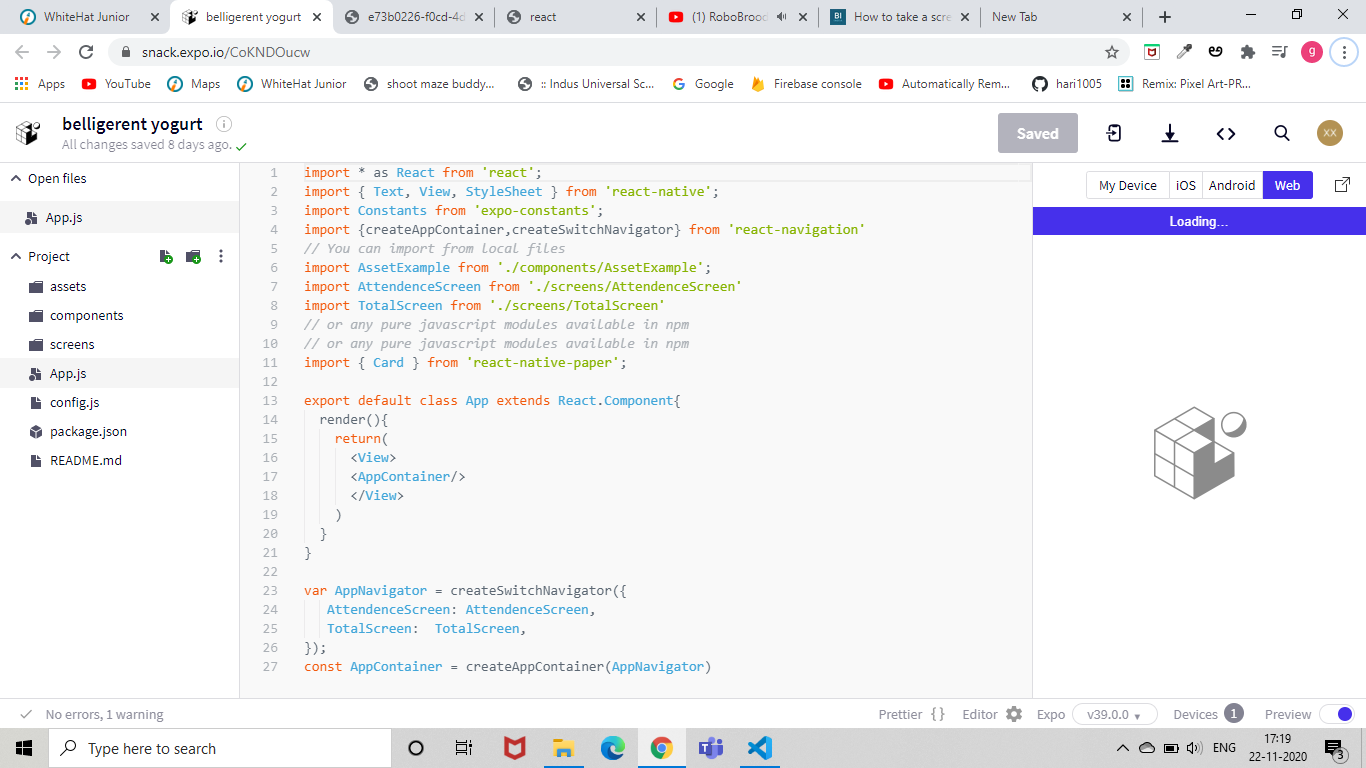 WhiteHat Junior
belligerent yogurt
e73b0226-f0cd-4d
react
(1) RoboBrood
How to take a scre
New Tab
snack.expo.io/CoKNDOucw
g
Apps
YouTube
Maps
WhiteHat Junior
shoot maze buddy...
:: Indus Universal Sc...
Google
Firebase console
Automatically Rem...
hari1005
Remix: Pixel Art-PR...
belligerent yogurt
All changes saved 8 days ago.
Saved
XX
Open files
App.js
Project
assets
components
screens
App.js
config.js
package.json
README.md
1 import * as React from 'react';
2 import { Text, View, StyleSheet } from 'react-native';
3 import Constants from 'expo-constants';
4 import {createAppContainer,createSwitchNavigator} from 'react-navigation'
5 // You can import from local files
6 import AssetExample from './components/AssetExample';
7 import AttendenceScreen from './screens/AttendenceScreen'
8 import TotalScreen from './screens/TotalScreen'
9 // or any pure javascript modules available in npm
10 // or any pure javascript modules available in npm
11 import { Card } from 'react-native-paper';
12
13 export default class App extends React.Component{
14 render(){
15 return(
16 <View>
17 <AppContainer/>
18 </View>
19 )
20 }
21 }
22
23 var AppNavigator = createSwitchNavigator({
24 AttendenceScreen: AttendenceScreen,
25 TotalScreen: TotalScreen,
26 });
27 const AppContainer = createAppContainer(AppNavigator)
My Device
iOS
Android
Web
Loading...
No errors, 1 warning
Prettier {}
Editor
Expo
v39.0.0
Devices 1
Preview
Type here to search
ENG
17:19
22-11-2020
3